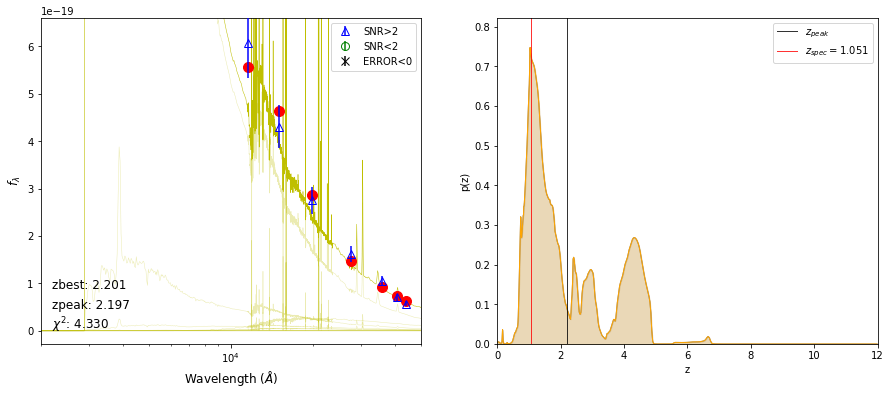 1e−19
6
5
4
3
2
1
0
fλ
10⁴
Wavelength (Å)
SNR>2
SNR<2
ERROR<0
zbest: 2.201
zpeak: 2.197
χ²: 4.330
0.8
0.7
0.6
0.5
0.4
0.3
0.2
0.1
0.0
p(z)
0 2 4 6 8 10 12
z
z_peak
z_spec = 1.051